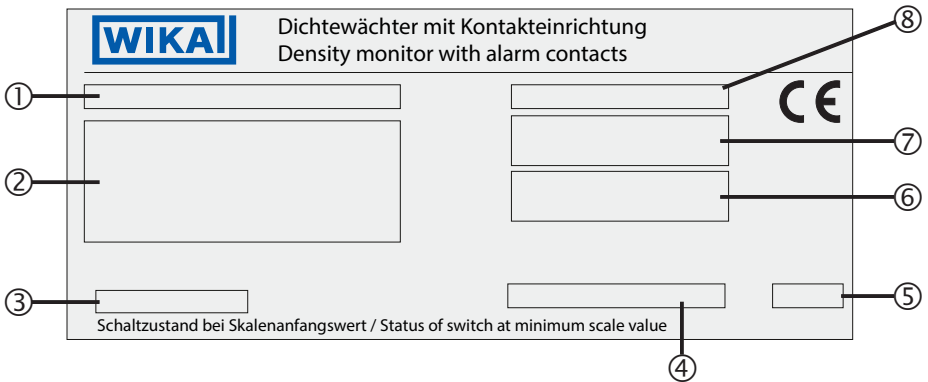 WIKA
Dichtewächter mit Kontakteinrichtung
Density monitor with alarm contacts
⑧
①
CE
⑦
②
⑥
③
⑤
Schaltzustand bei Skalenanfangswert / Status of switch at minimum scale value
④